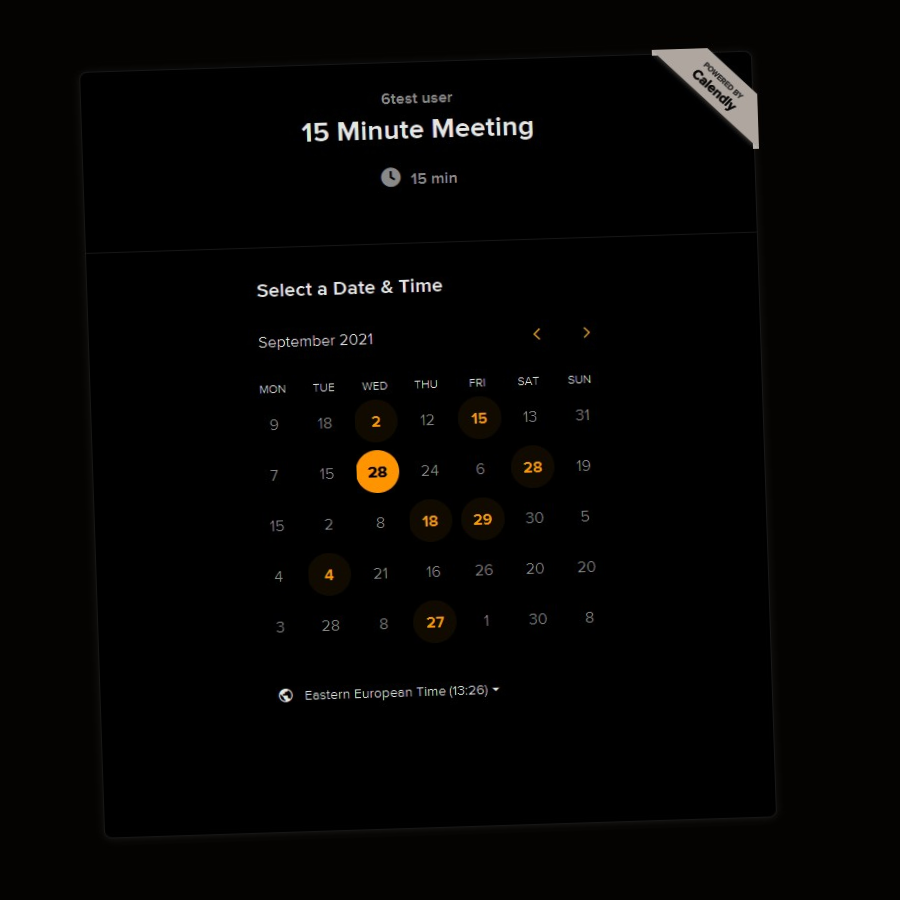 POWERED BY
Calendly
6test user
15 Minute Meeting
15 min
Select a Date & Time
September 2021
MON TUE WED THU FRI SAT SUN
9 18 2 12 15 13 31
7 15 28 24 6 28 19
15 2 8 18 29 30 5
4 4 21 16 26 20 20
3 28 8 27 1 30 8
Eastern European Time (13:26)